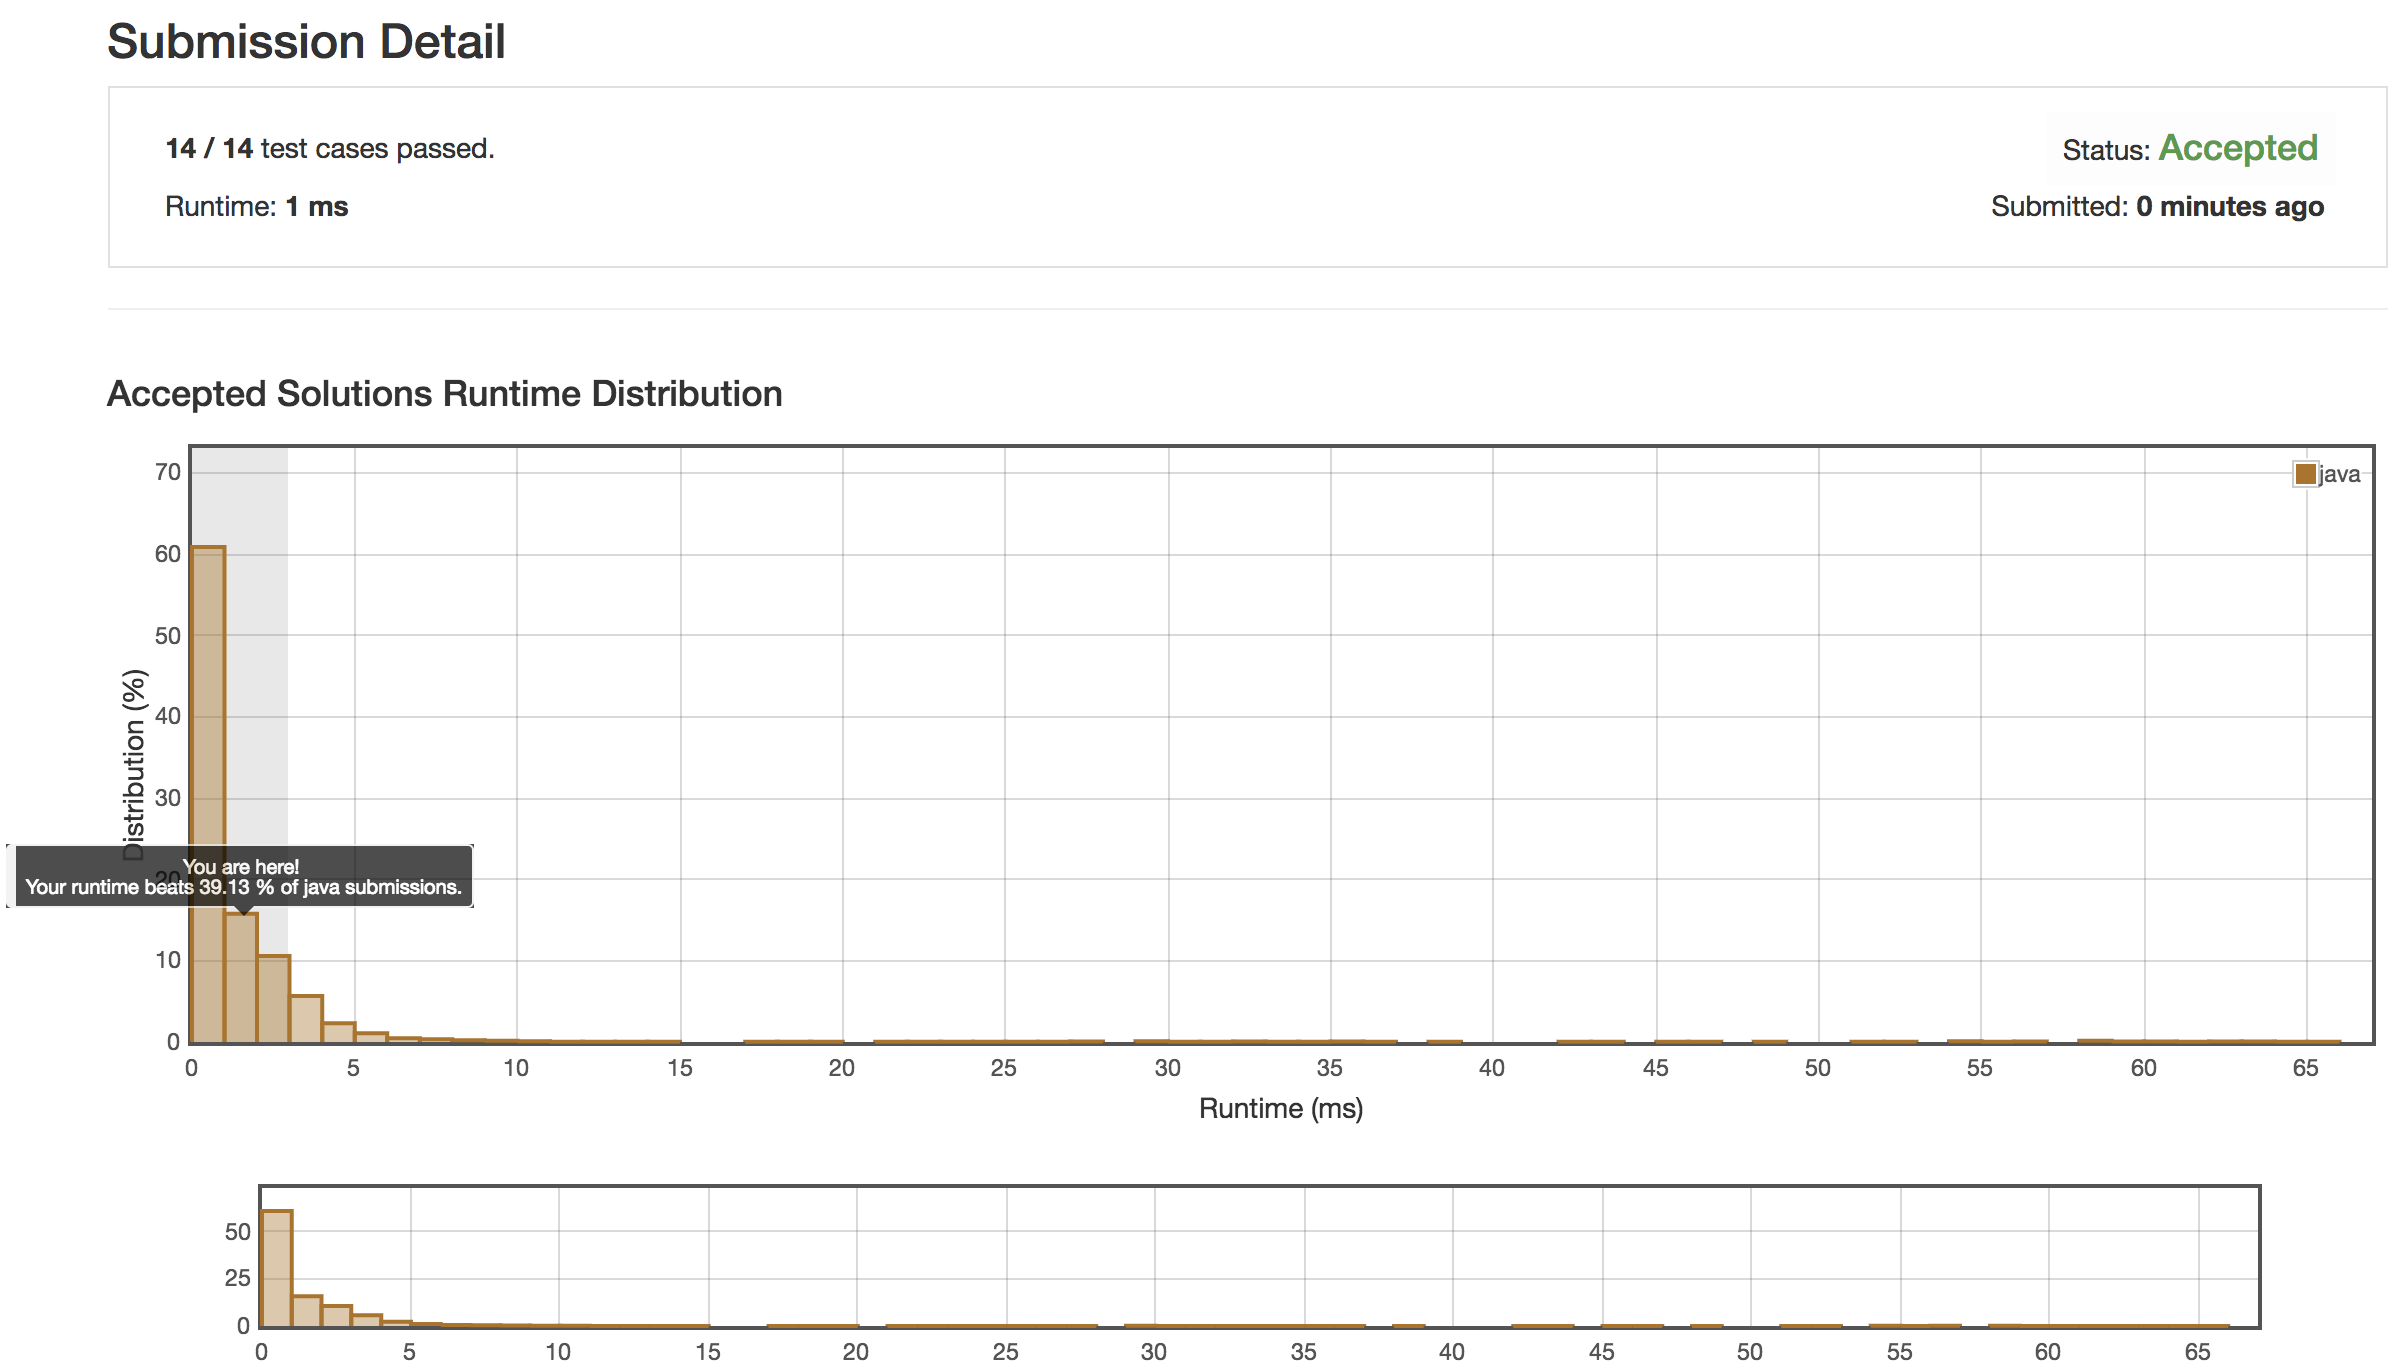 Submission Detail
14 / 14 test cases passed.
Status: Accepted
Runtime: 1 ms
Submitted: 0 minutes ago
Accepted Solutions Runtime Distribution
java
70
60
50
40
30
20
10
0
Distribution (%)
You are here!
Your runtime beats 39.13 % of java submissions.
0 5 10 15 20 25 30 35 40 45 50 55 60 65
Runtime (ms)
50
25
0
0 5 10 15 20 25 30 35 40 45 50 55 60 65